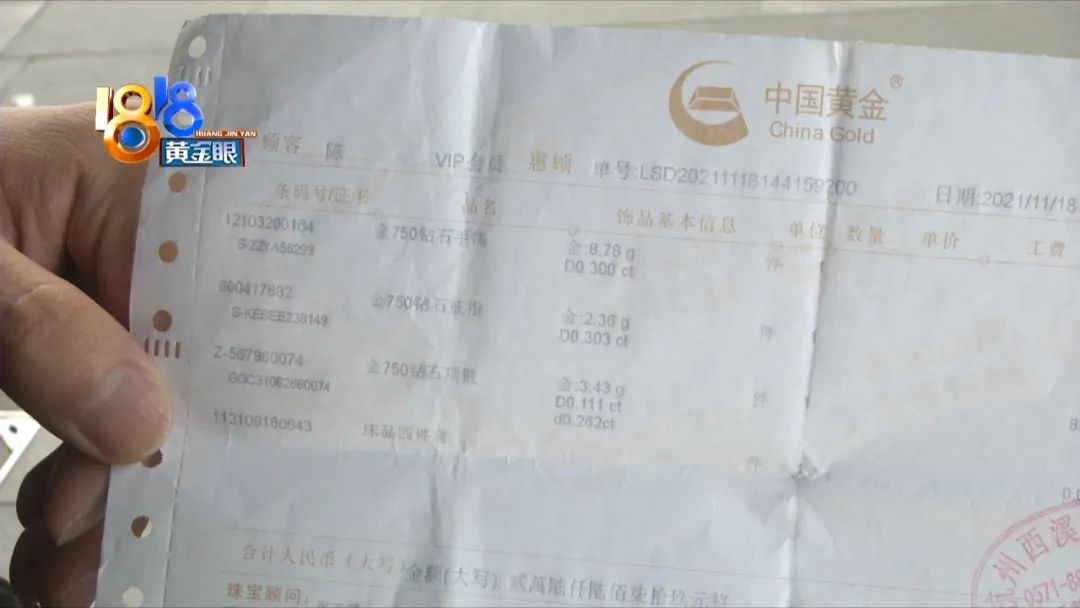 1818
HUANG JIN YAN
黄金眼
中国黄金®
China Gold
顾客 陈 VIP会员 惠顾 单号:LSD20211118144159200 日期:2021/11/18
条码号/证书 品名 饰品基本信息 单位 数量 单价 工费
12103200164 金750钻石手镯 金:8.78 g 件
S-ZZYA56299 D0.300 ct
600417682 金750钻石戒指 金:2.36 g 件
S-KEBEE238149 D0.303 ct
Z-507860074 金750钻石项链 金:3.43 g 件
GGC31062860074 D0.111 ct
d0.262ct
112109180643 床品四件套 件
合计人民币（大写） 金额(大写): 贰萬陆仟陆佰柒拾玖元整
珠宝顾问:
杭州西溪
0571-8